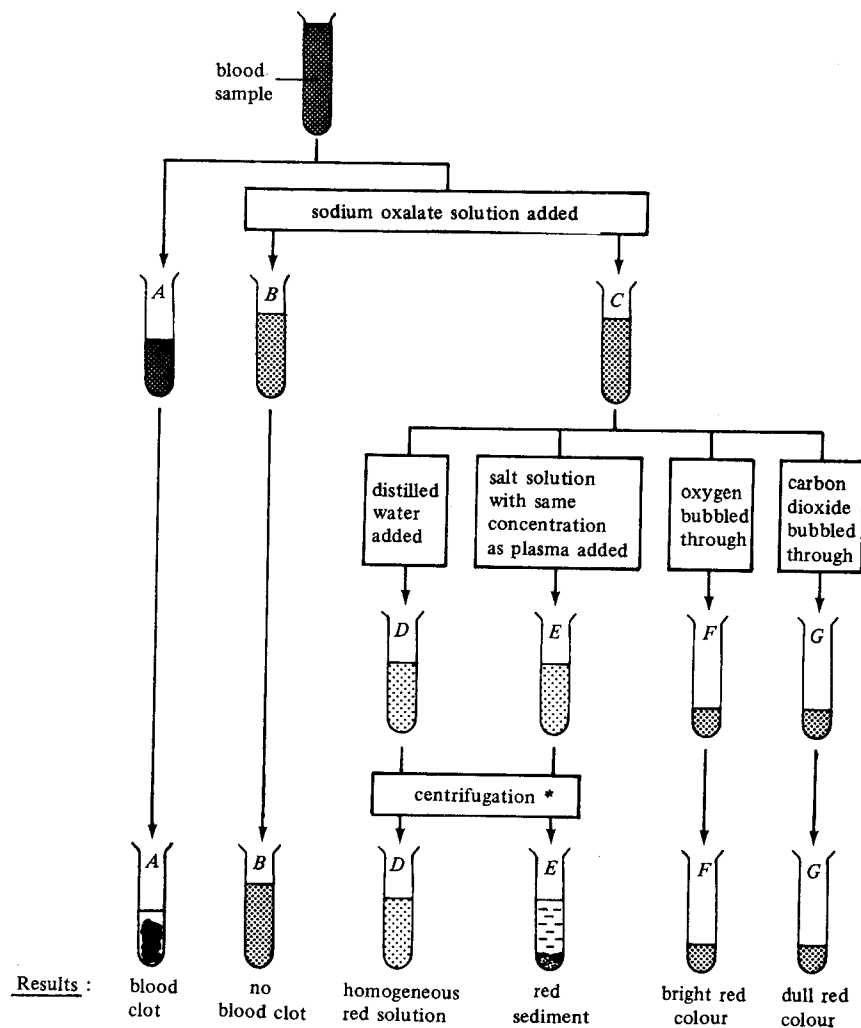 blood
sample
sodium oxalate solution added
A
B
C
distilled
water
added
salt solution
with same
concentration
as plasma added
oxygen
bubbled
through
carbon
dioxide
bubbled
through
D
E
F
G
centrifugation *
A
B
D
E
F
G
Results :
blood
clot
no
blood clot
homogeneous
red solution
red
sediment
bright red
colour
dull red
colour